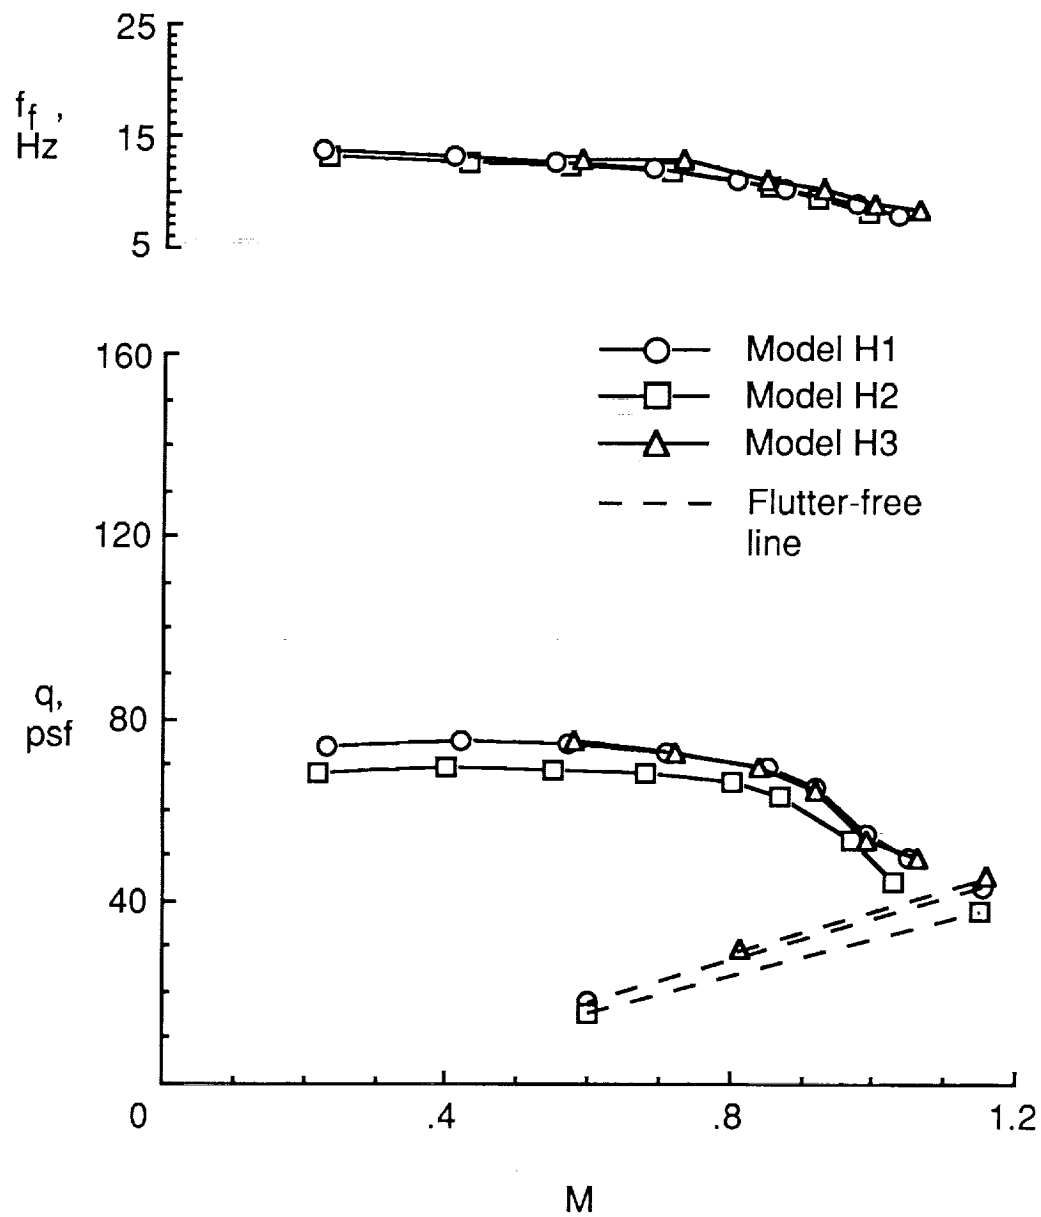 25
f_f,
Hz
15
5
160
Model H1
Model H2
Model H3
Flutter-free
line
120
q,
psf
80
40
0
.4
.8
1.2
M